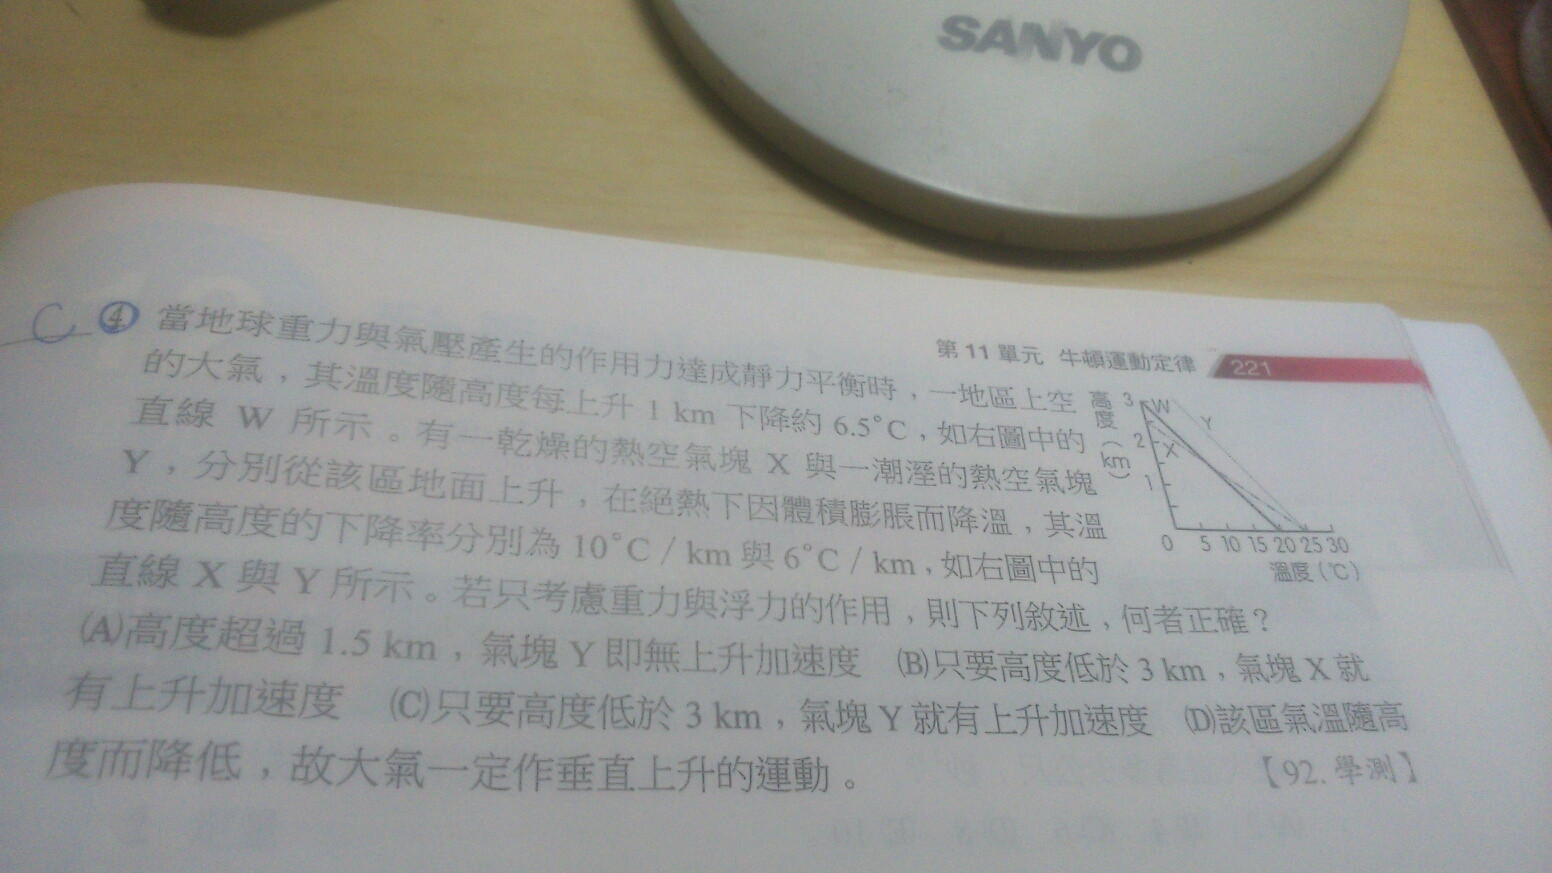 SANYO
第 11 單元 牛頓運動定律 221
C ④ 當地球重力與氣壓產生的作用力達成靜力平衡時，一地區上空
的大氣，其溫度隨高度每上升 1 km 下降約 6.5°C，如右圖中的
直線 W 所示。有一乾燥的熱空氣塊 X 與一潮溼的熱空氣塊
Y，分別從該區地面上升，在絕熱下因體積膨脹而降溫，其溫
度隨高度的下降率分別為 10°C / km 與 6°C / km，如右圖中的
直線 X 與 Y 所示。若只考慮重力與浮力的作用，則下列敘述，何者正確？
(A)高度超過 1.5 km，氣塊 Y 即無上升加速度 (B)只要高度低於 3 km，氣塊 X 就
有上升加速度 (C)只要高度低於 3 km，氣塊 Y 就有上升加速度 (D)該區氣溫隨高
度而降低，故大氣一定作垂直上升的運動。 【92. 學測】
高度(km)
3
2
1
W
Y
X
0 5 10 15 20 25 30
溫度(°C)